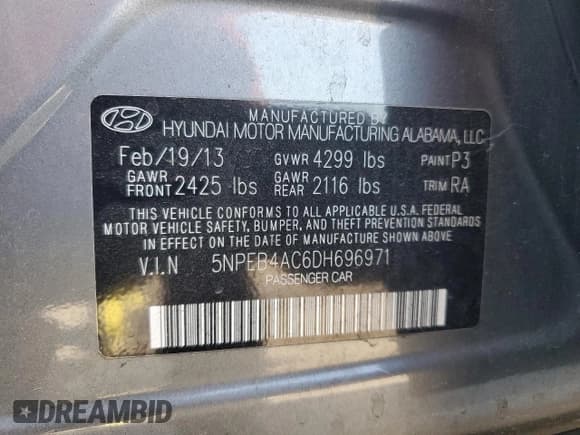 MANUFACTURED BY
HYUNDAI MOTOR MANUFACTURING ALABAMA, LLC
Feb/19/13 GVWR 4299 lbs PAINT P3
GAWR FRONT 2425 lbs GAWR REAR 2116 lbs TRIM RA
THIS VEHICLE CONFORMS TO ALL APPLICABLE U.S.A. FEDERAL
MOTOR VEHICLE SAFETY, BUMPER, AND THEFT PREVENTION
STANDARDS IN EFFECT ON THE DATE OF MANUFACTURE SHOWN ABOVE
V.I.N 5NPEB4AC6DH696971
PASSENGER CAR
DREAMBID